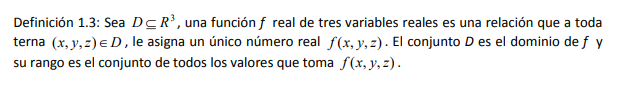 Definición 1.3: Sea D ⊆ R³, una función f real de tres variables reales es una relación que a toda
terna (x, y, z) ∈ D, le asigna un único número real f(x, y, z). El conjunto D es el dominio de f y
su rango es el conjunto de todos los valores que toma f(x, y, z).